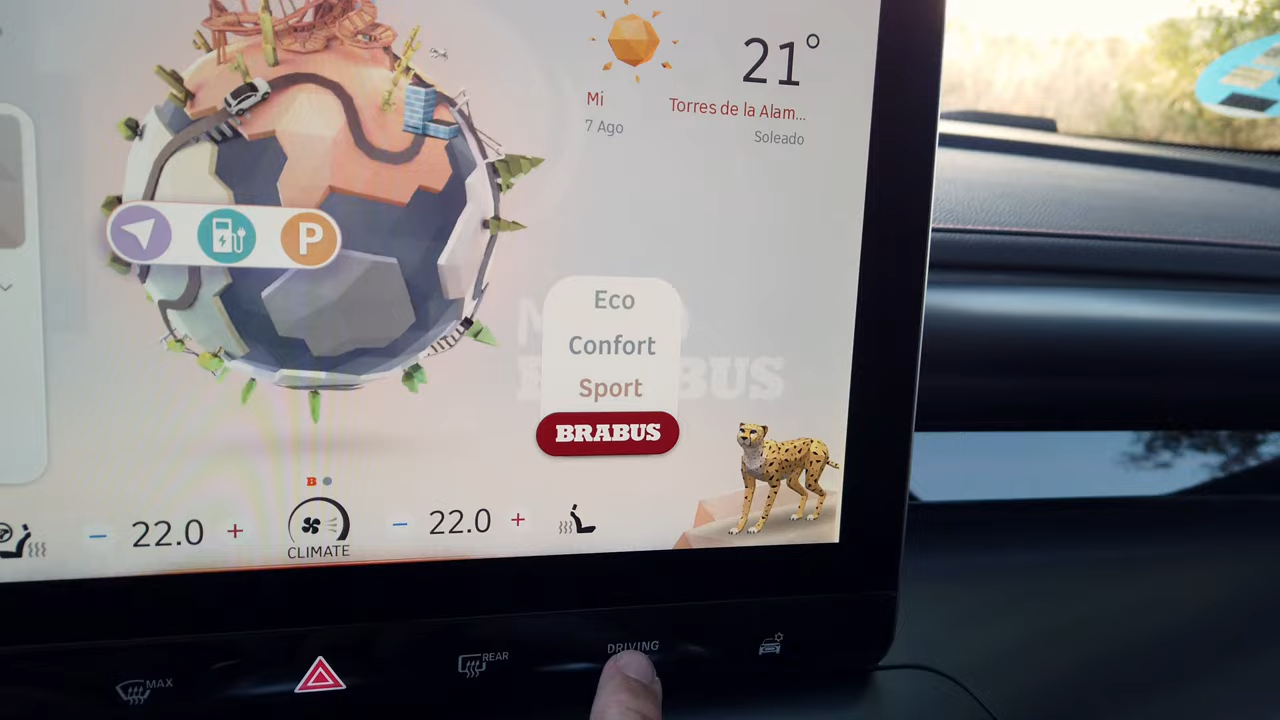 21°
Mi
Torres de la Alam...
7 Ago
Soleado
P
Eco
Confort
Sport
BRABUS
BUS
B
- 22.0 +
- 22.0 +
CLIMATE
MAX
REAR
DRIVING